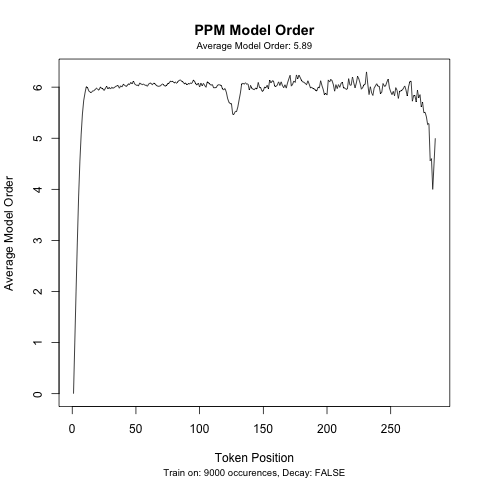 PPM Model Order
Average Model Order: 5.89
Average Model Order
6
5
4
3
2
1
0
0 50 100 150 200 250
Token Position
Train on: 9000 occurences, Decay: FALSE